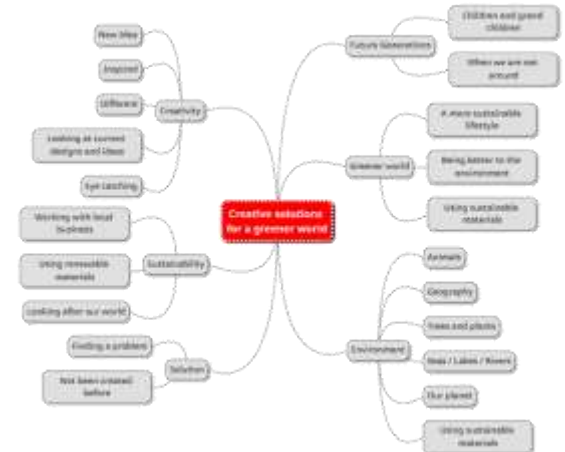 Creative solutions
for a greener world
Creativity
New Idea
Inspired
Different
Looking at current
designs and ideas
Eye catching
Sustainability
Working with local
business
Using renewable
materials
Looking after our world
Solution
Finding a problem
Not been created
before
Future Generations
Children and grand
children
When we are not
around
Greener world
A more sustainable
lifestyle
Being better to the
environment
Using sustainable
materials
Environment
Animals
Geography
Trees and plants
Seas / Lakes / Rivers
Our planet
Using sustainable
materials